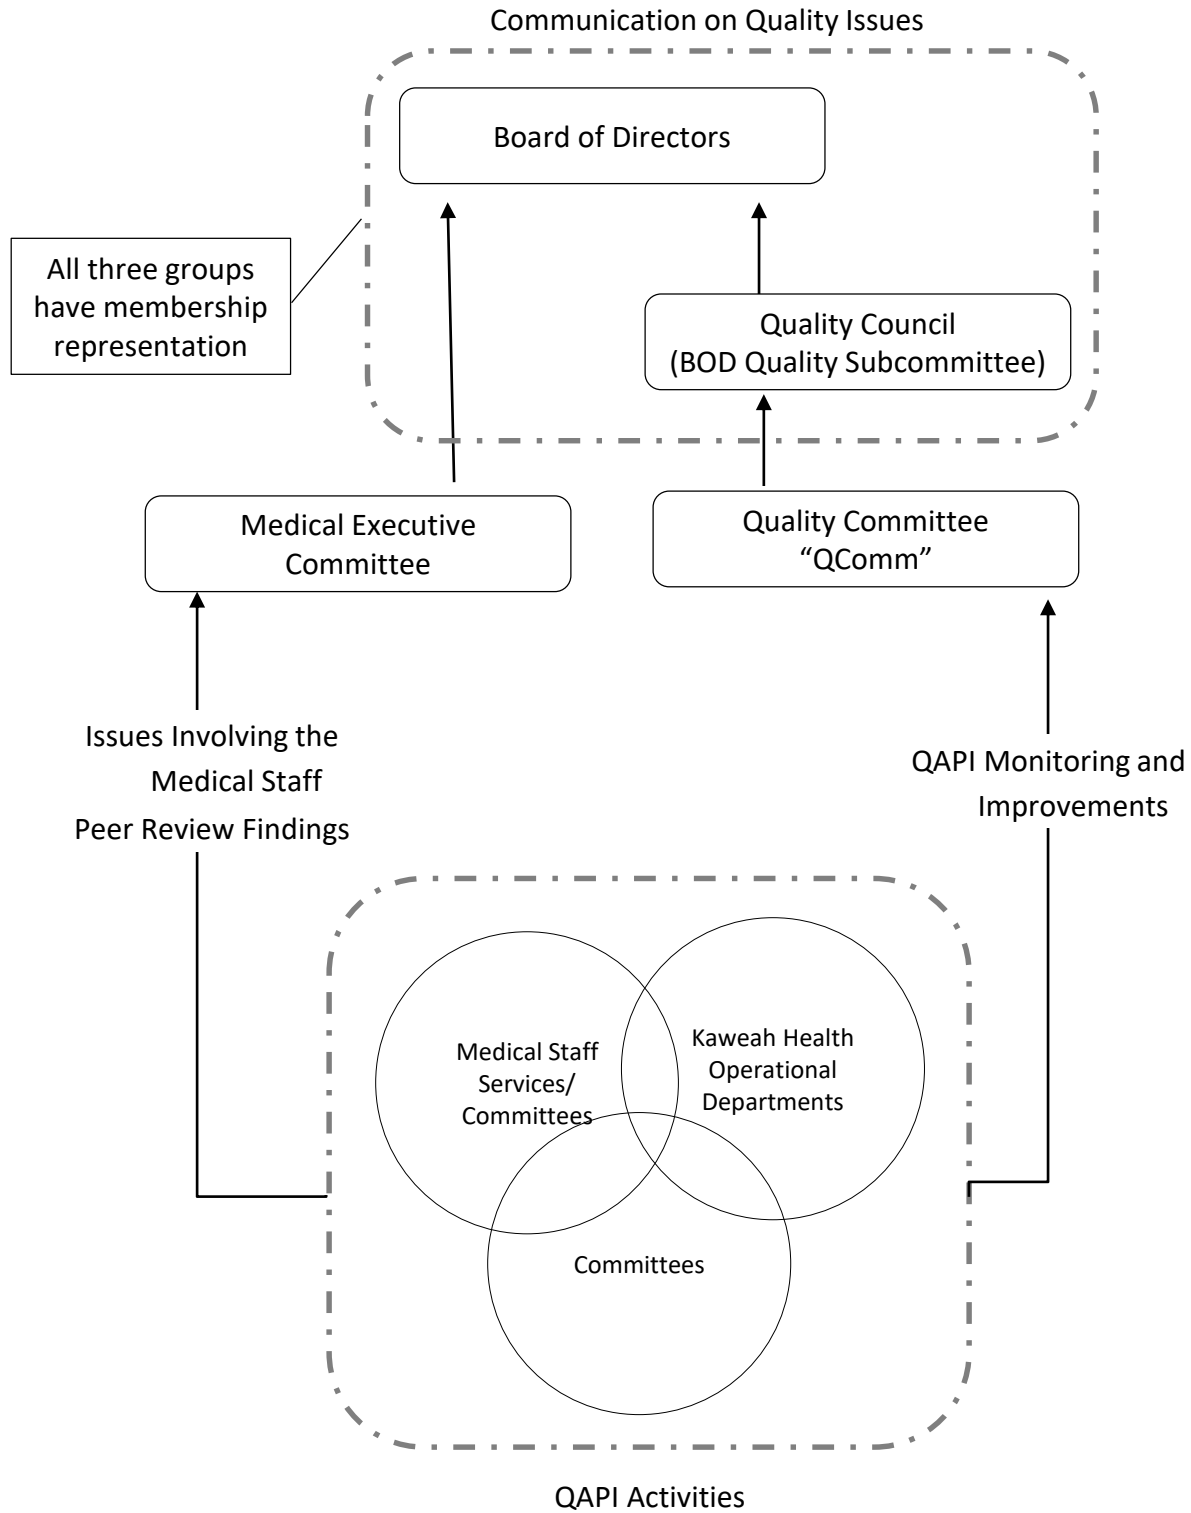 Communication on Quality Issues
Board of Directors
All three groups
have membership
representation
Quality Council
(BOD Quality Subcommittee)
Medical Executive
Committee
Quality Committee
“QComm”
Issues Involving the
Medical Staff
Peer Review Findings
QAPI Monitoring and
Improvements
Medical Staff
Services/
Committees
Kaweah Health
Operational
Departments
Committees
QAPI Activities